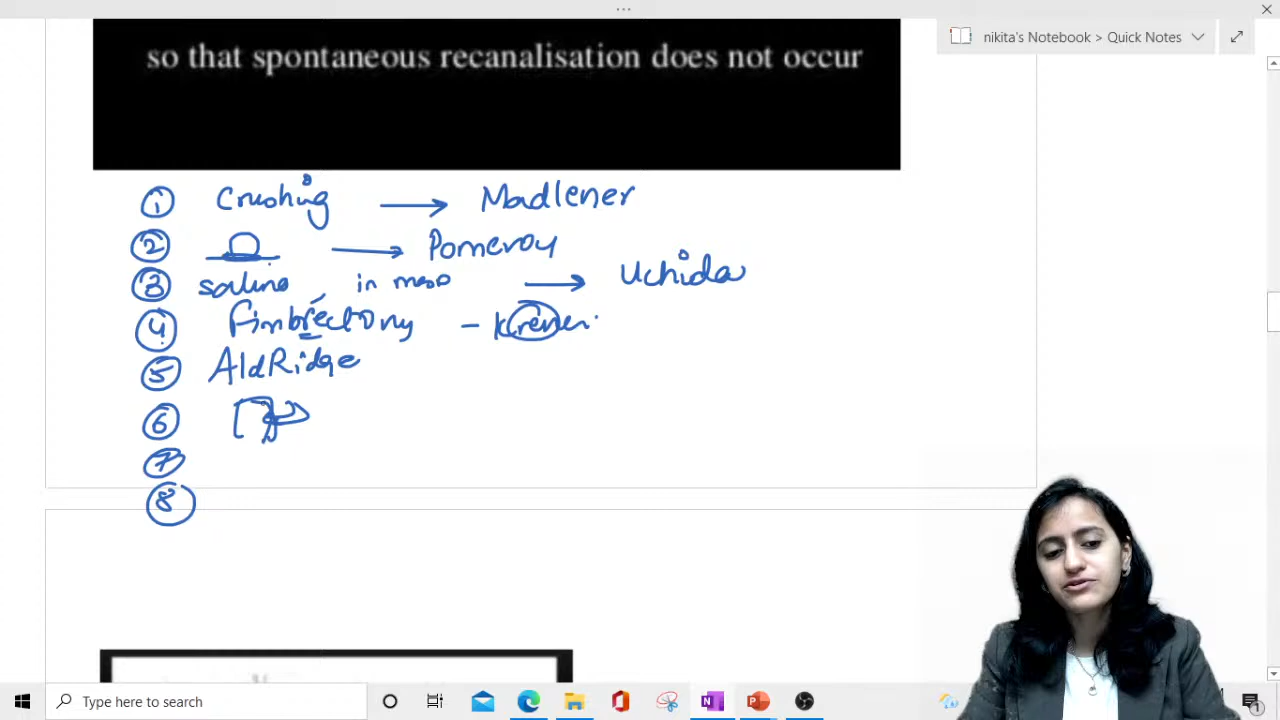 nikita's Notebook > Quick Notes
so that spontaneous recanalisation does not occur
1 Crushing → Madlener
2 → Pomeroy
3 saline in meso → Uchida
4 Fimbrectomy - Kroener
5 AldRidge
6
7
8
Type here to search